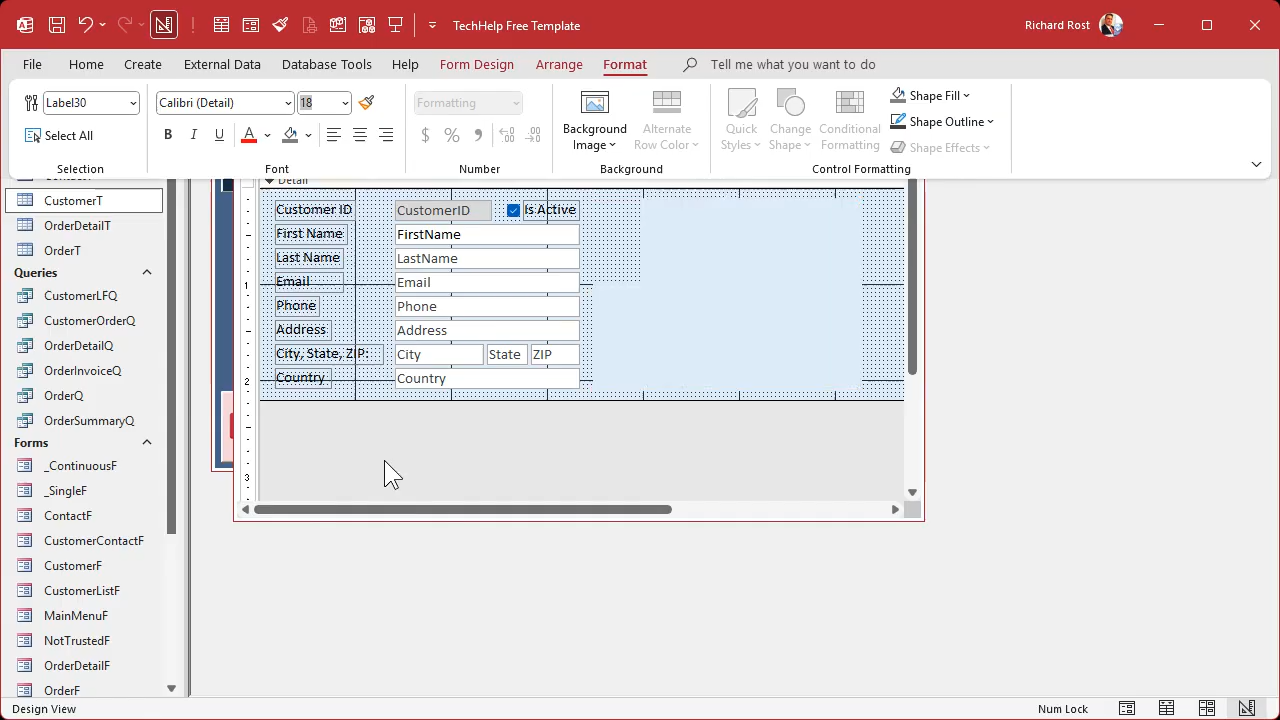 TechHelp Free Template
Richard Rost
File Home Create External Data Database Tools Help Form Design Arrange Format Tell me what you want to do
Label30
Select All
Selection
Calibri (Detail) 18
B I U A
Font
Formatting
$ % 9
Number
Background Image
Alternate Row Color
Background
Quick Styles
Change Shape
Conditional Formatting
Shape Fill
Shape Outline
Shape Effects
Control Formatting
CustomerT
OrderDetailT
OrderT
Queries
CustomerLFQ
CustomerOrderQ
OrderDetailQ
OrderInvoiceQ
OrderQ
OrderSummaryQ
Forms
_ContinuousF
_SingleF
ContactF
CustomerContactF
CustomerF
CustomerListF
MainMenuF
NotTrustedF
OrderDetailF
OrderF
Detail
Customer ID CustomerID Is Active
First Name FirstName
Last Name LastName
Email Email
Phone Phone
Address Address
City, State, ZIP: City State ZIP
Country Country
1
2
3
Design View
Num Lock